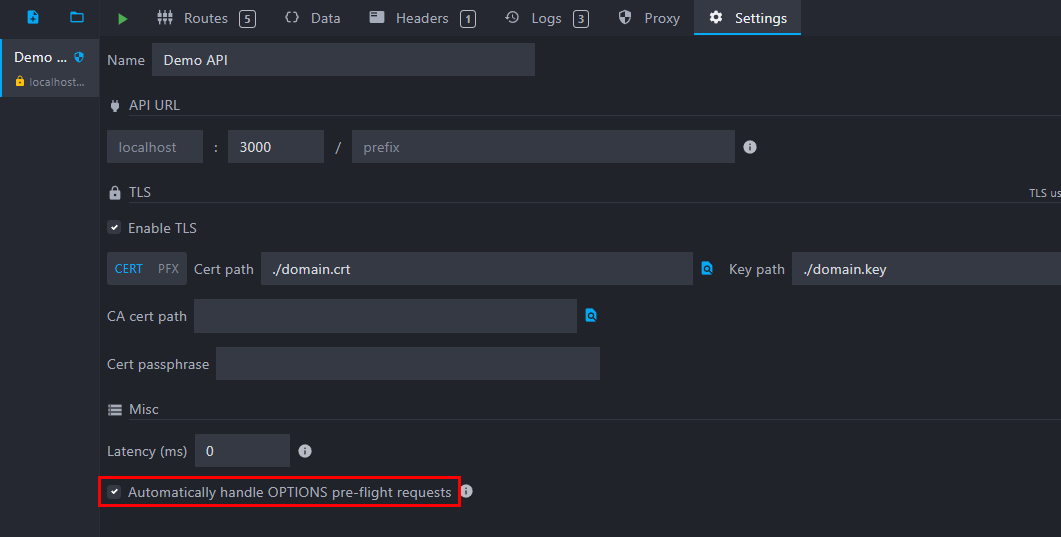 Routes 5 Data Headers 1 Logs 3 Proxy Settings
Demo ...
localhost...
Name Demo API
API URL
localhost : 3000 / prefix
TLS TLS us
Enable TLS
CERT PFX Cert path ./domain.crt Key path ./domain.key
CA cert path
Cert passphrase
Misc
Latency (ms) 0
Automatically handle OPTIONS pre-flight requests